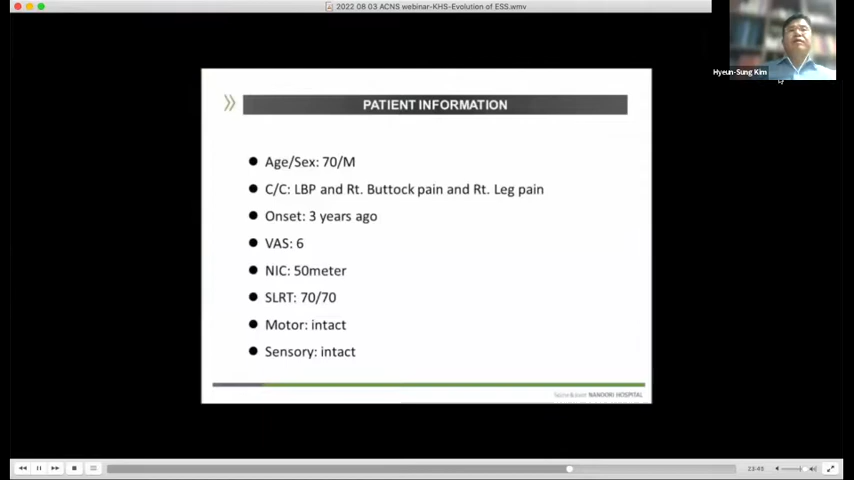 2022 08 03 ACNS webinar-KHS-Evolution of ESS.wmv
Hyeun-Sung Kim
PATIENT INFORMATION
Age/Sex: 70/M
C/C: LBP and Rt. Buttock pain and Rt. Leg pain
Onset: 3 years ago
VAS: 6
NIC: 50meter
SLRT: 70/70
Motor: intact
Sensory: intact
NANOORI HOSPITAL
23:45